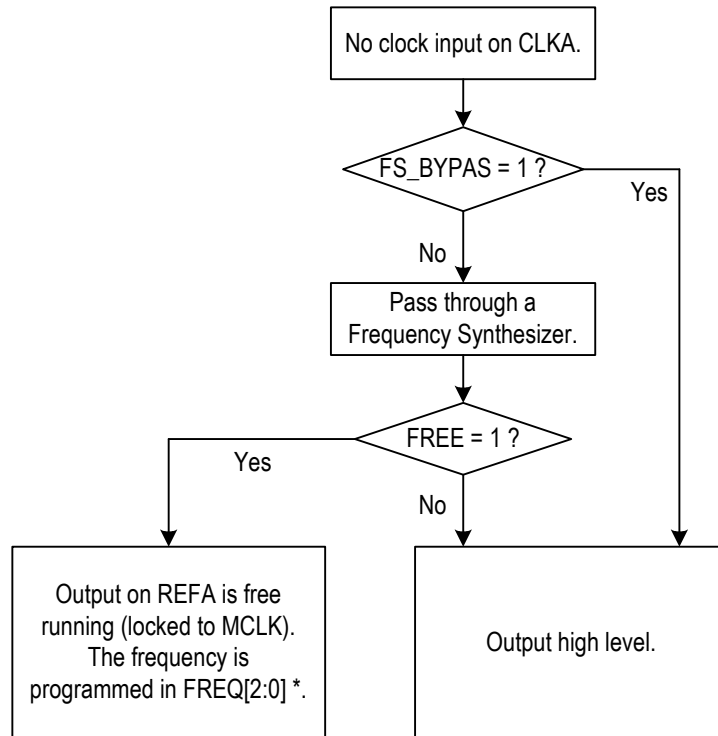 No clock input on CLKA.
FS_BYPAS = 1 ?
Yes
No
Pass through a
Frequency Synthesizer.
FREE = 1 ?
Yes
No
Output on REFA is free
running (locked to MCLK).
The frequency is
programmed in FREQ[2:0] *.
Output high level.